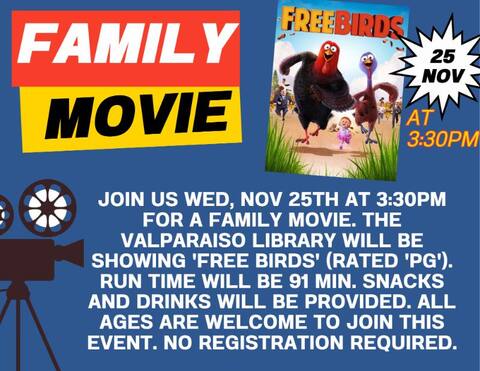 FAMILY
MOVIE
FREE BIRDS
25
NOV
AT
3:30PM
JOIN US WED, NOV 25TH AT 3:30PM
FOR A FAMILY MOVIE. THE
VALPARAISO LIBRARY WILL BE
SHOWING 'FREE BIRDS' (RATED 'PG').
RUN TIME WILL BE 91 MIN. SNACKS
AND DRINKS WILL BE PROVIDED. ALL
AGES ARE WELCOME TO JOIN THIS
EVENT. NO REGISTRATION REQUIRED.